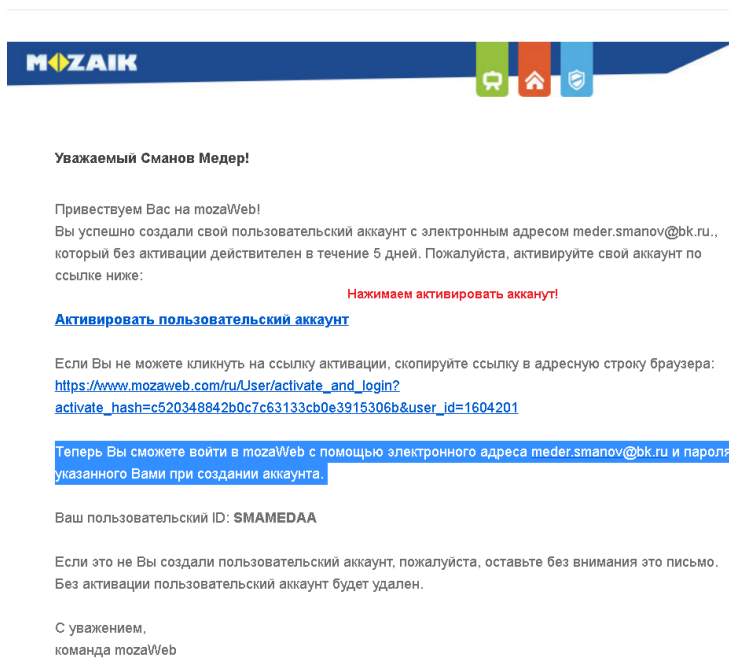 MOZAIK
Уважаемый Сманов Медер!
Привествуем Вас на mozaWeb!
Вы успешно создали свой пользовательский аккаунт с электронным адресом meder.smanov@bk.ru.,
который без активации действителен в течение 5 дней. Пожалуйста, активируйте свой аккаунт по
ссылке ниже:
Нажимаем активировать акканут!
Активировать пользовательский аккаунт
Если Вы не можете кликнуть на ссылку активации, скопируйте ссылку в адресную строку браузера:
https://www.mozaweb.com/ru/User/activate_and_login?
activate_hash=c520348842b0c7c63133cb0e3915306b&user_id=1604201
Теперь Вы сможете войти в mozaWeb с помощью электронного адреса meder.smanov@bk.ru и пароля
указанного Вами при создании аккаунта.
Ваш пользовательский ID: SMAMEDAA
Если это не Вы создали пользовательский аккаунт, пожалуйста, оставьте без внимания это письмо.
Без активации пользовательский аккаунт будет удален.
С уважением,
команда mozaWeb